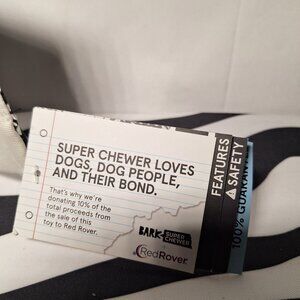 SUPER CHEWER LOVES
DOGS, DOG PEOPLE,
AND THEIR BOND.
That's why we're
donating 10% of the
total proceeds from
the sale of this
toy to Red Rover.
BARK
SUPER
CHEWER
RedRover
FEATURES
& SAFETY
100% GUARAN